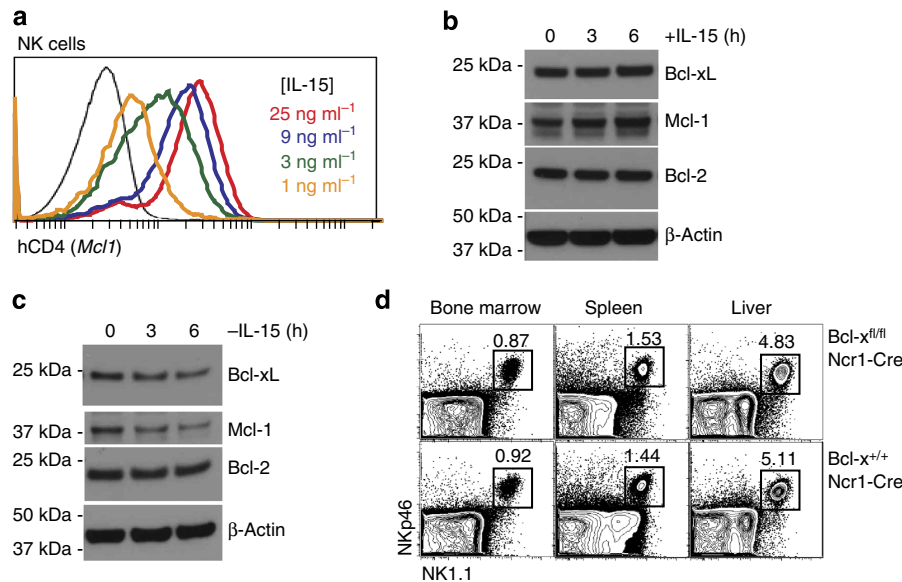 a
NK cells
[IL-15]
25 ng ml⁻¹
9 ng ml⁻¹
3 ng ml⁻¹
1 ng ml⁻¹
hCD4 (Mcl1)
b
0 3 6 +IL-15 (h)
25 kDa - Bcl-xL
37 kDa - Mcl-1
25 kDa - Bcl-2
50 kDa - β-Actin
37 kDa -
c
0 3 6 –IL-15 (h)
25 kDa - Bcl-xL
37 kDa - Mcl-1
25 kDa - Bcl-2
50 kDa - β-Actin
37 kDa -
d
Bone marrow Spleen Liver
0.87 1.53 4.83 Bcl-xfl/fl
Ncr1-Cre
0.92 1.44 5.11 Bcl-x+/+
Ncr1-Cre
NKp46
NK1.1